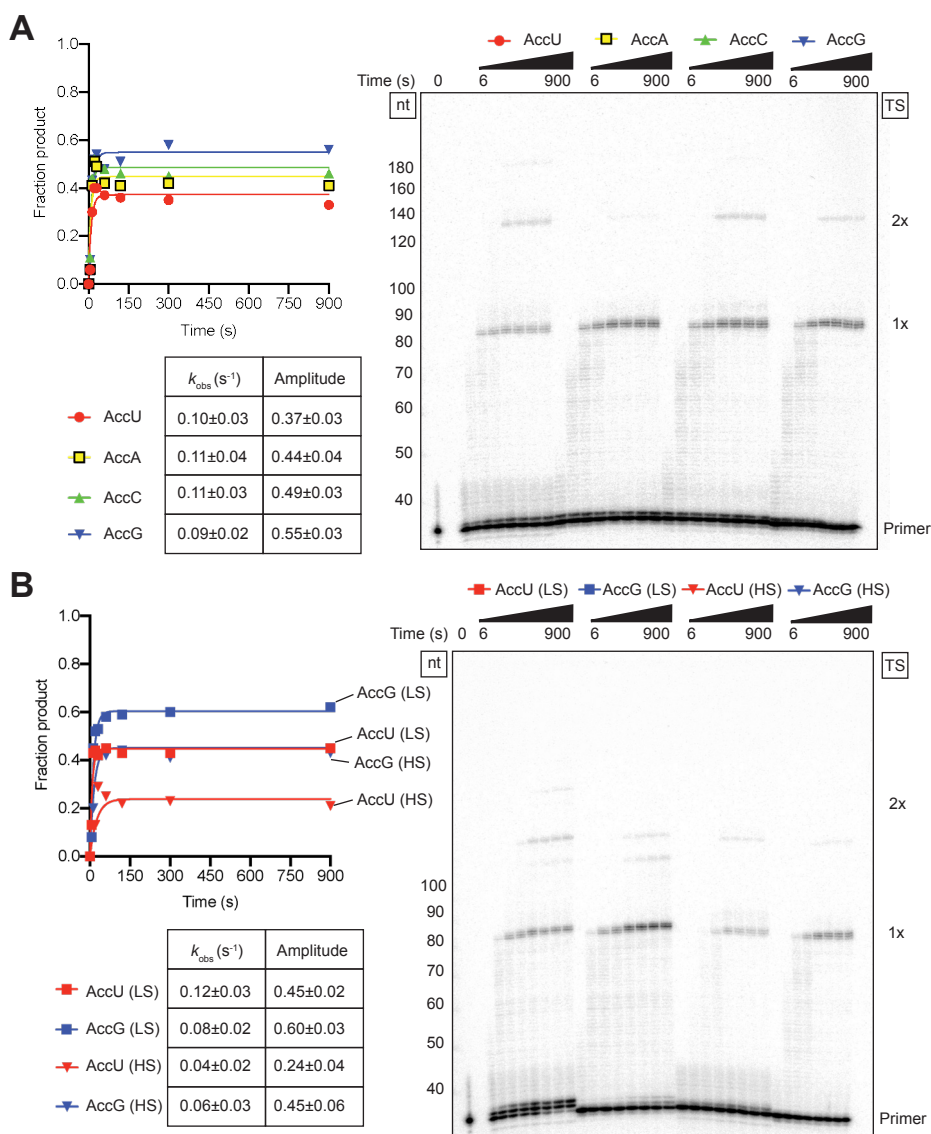 A
AccU AccA AccC AccG
Time (s) 0 6 900 6 900 6 900 6 900
nt TS
180
160
140 2x
120
100
90 1x
80
70
60
50
40
Primer
Fraction product
1.0
0.8
0.6
0.4
0.2
0.0
0 150 300 450 600 750 900
Time (s)
kobs (s-1) Amplitude
AccU 0.10±0.03 0.37±0.03
AccA 0.11±0.04 0.44±0.04
AccC 0.11±0.03 0.49±0.03
AccG 0.09±0.02 0.55±0.03
B
AccU (LS) AccG (LS) AccU (HS) AccG (HS)
Time (s) 0 6 900 6 900 6 900 6 900
nt TS
2x
100
90 1x
80
70
60
50
40
Primer
Fraction product
1.0
0.8
0.6
0.4
0.2
0.0
0 150 300 450 600 750 900
Time (s)
AccG (LS)
AccU (LS)
AccG (HS)
AccU (HS)
kobs (s-1) Amplitude
AccU (LS) 0.12±0.03 0.45±0.02
AccG (LS) 0.08±0.02 0.60±0.03
AccU (HS) 0.04±0.02 0.24±0.04
AccG (HS) 0.06±0.03 0.45±0.06